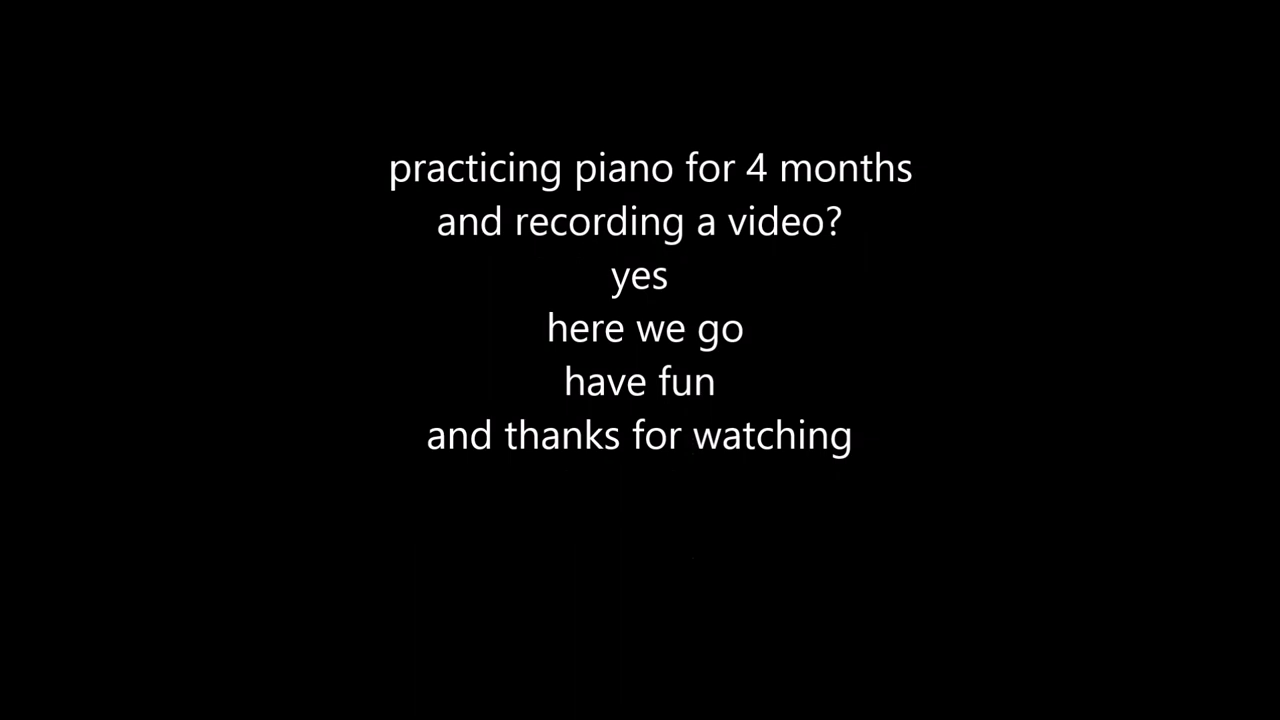 practicing piano for 4 months
and recording a video?
yes
here we go
have fun
and thanks for watching